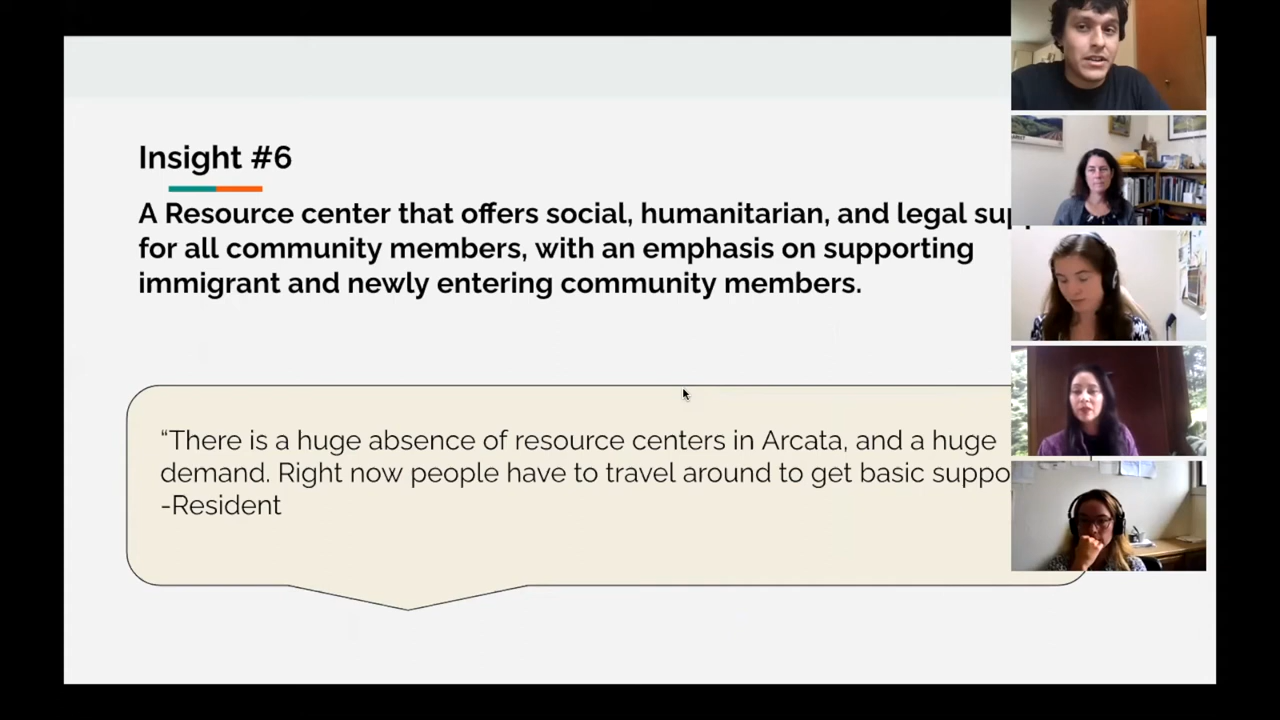 Insight #6
A Resource center that offers social, humanitarian, and legal
for all community members, with an emphasis on supporting
immigrant and newly entering community members.
“There is a huge absence of resource centers in Arcata, and a huge
demand. Right now people have to travel around to get basic
-Resident